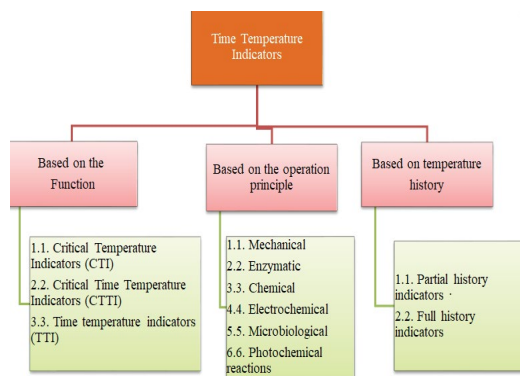 Time Temperature
Indicators
Based on the
Function
Based on the operation
principle
Based on temperature
history
1.1. Critical Temperature
Indicators (CTI)
2.2. Critical Time Temperature
Indicators (CTTI)
3.3. Time temperature indicators
(TTI)
1.1. Mechanical
2.2. Enzymatic
3.3. Chemical
4.4. Electrochemical
5.5. Microbiological
6.6. Photochemical
reactions
1.1. Partial history
indicators ·
2.2. Full history
indicators